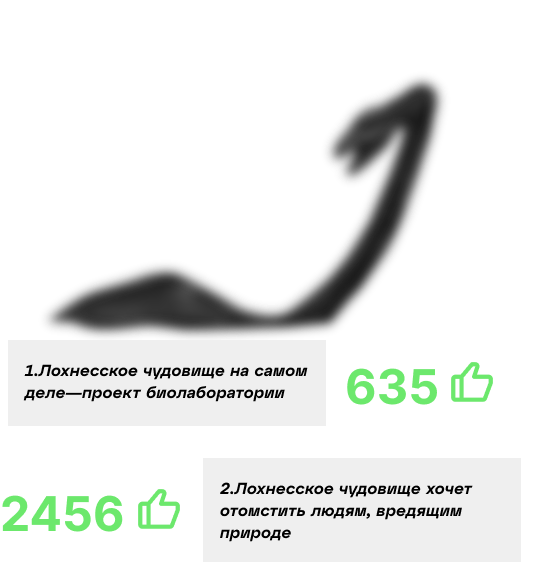 1.Лохнесское чудовище на самом
деле—проект биолаборатории
635
2456
2.Лохнесское чудовище хочет
отомстить людям, вредящим
природе